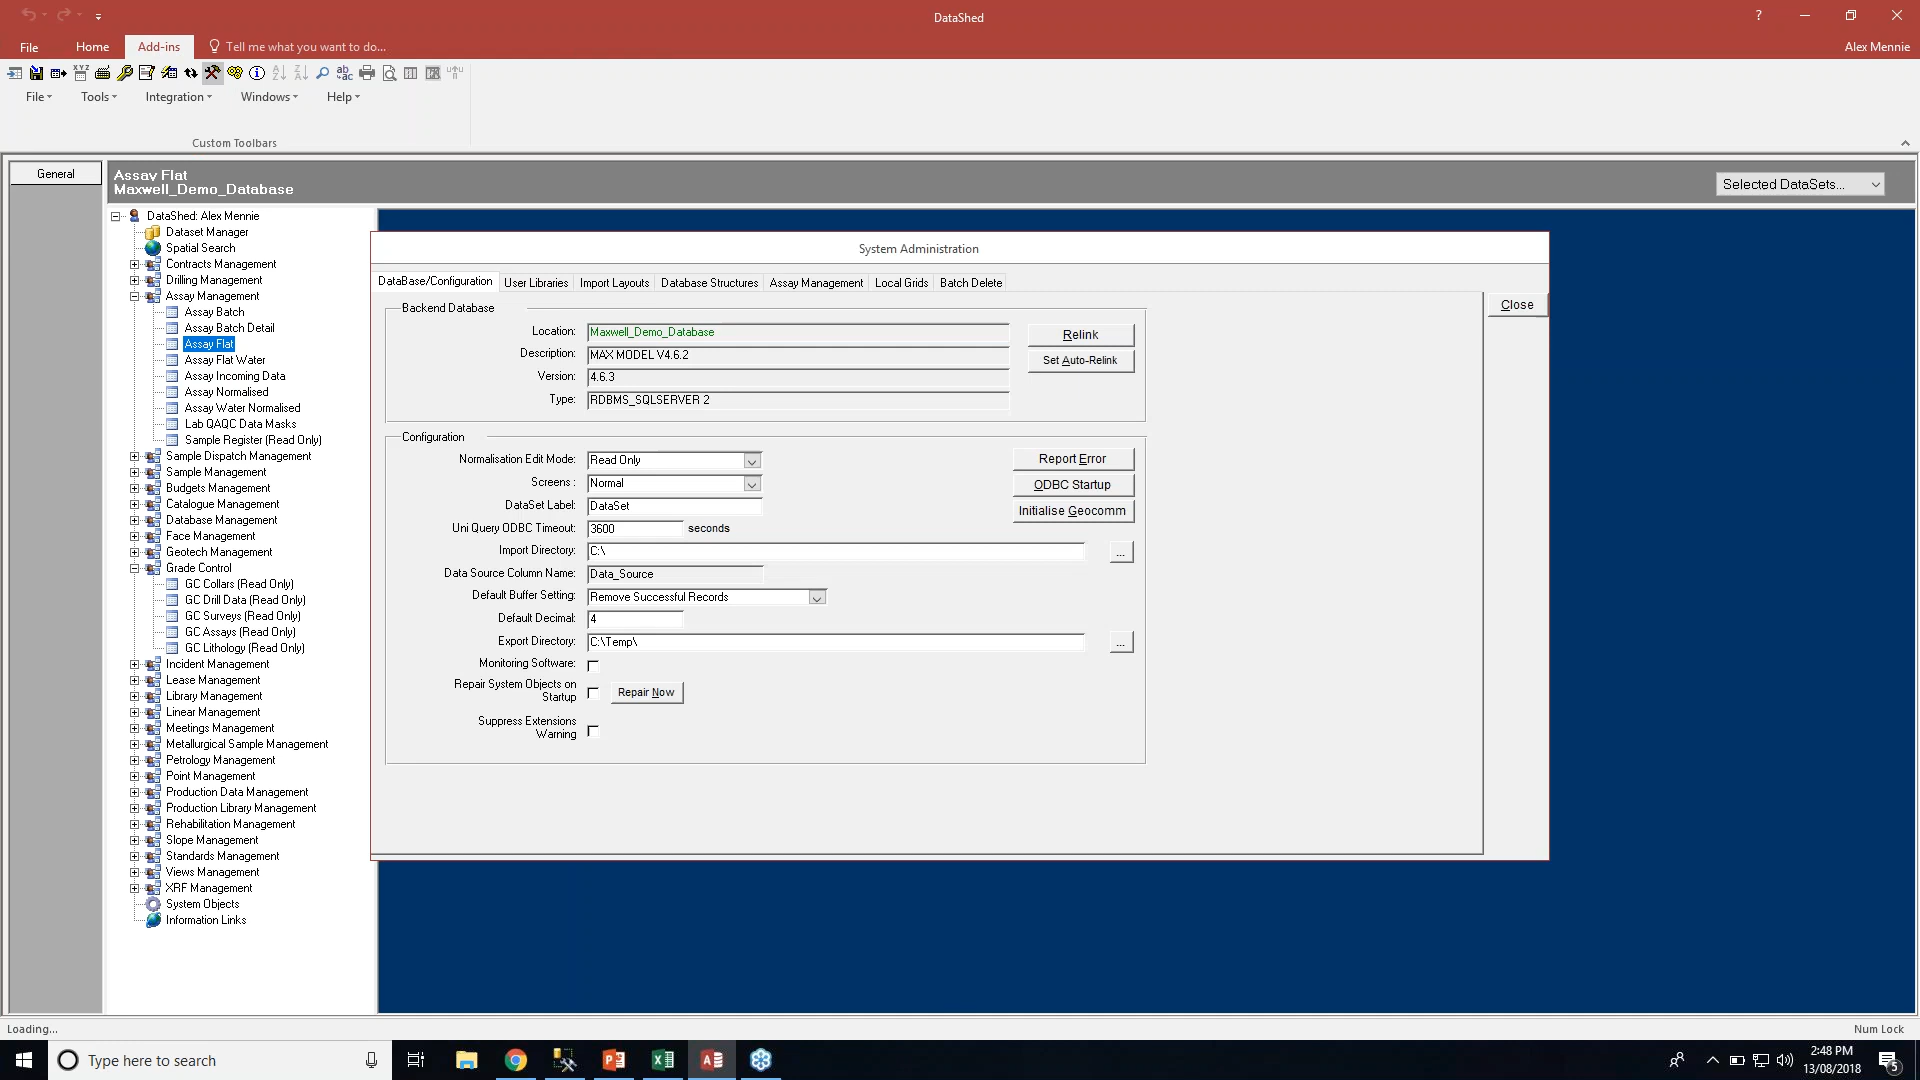 DataShed
File Home Add-ins Tell me what you want to do... Alex Mennie
File Tools Integration Windows Help
Custom Toolbars
General
Assay Flat
Maxwell_Demo_Database
Selected DataSets...
DataShed: Alex Mennie
Dataset Manager
Spatial Search
Contracts Management
Drilling Management
Assay Management
Assay Batch
Assay Batch Detail
Assay Flat
Assay Flat Water
Assay Incoming Data
Assay Normalised
Assay Water Normalised
Lab QAQC Data Masks
Sample Register (Read Only)
Sample Dispatch Management
Sample Management
Budgets Management
Catalogue Management
Database Management
Face Management
Geotech Management
Grade Control
GC Collars (Read Only)
GC Drill Data (Read Only)
GC Surveys (Read Only)
GC Assays (Read Only)
GC Lithology (Read Only)
Incident Management
Lease Management
Library Management
Linear Management
Meetings Management
Metallurgical Sample Management
Petrology Management
Point Management
Production Data Management
Production Library Management
Rehabilitation Management
Slope Management
Standards Management
Views Management
XRF Management
System Objects
Information Links
System Administration
DataBase/Configuration User Libraries Import Layouts Database Structures Assay Management Local Grids Batch Delete
Close
Backend Database
Location: Maxwell_Demo_Database Relink
Description: MAX MODEL V4.6.2 Set Auto-Relink
Version: 4.6.3
Type: RDBMS_SQLSERVER 2
Configuration
Normalisation Edit Mode: Read Only Report Error
Screens : Normal ODBC Startup
DataSet Label: DataSet Initialise Geocomm
Uni Query ODBC Timeout: 3600 seconds
Import Directory: C:\ ...
Data Source Column Name: Data_Source
Default Buffer Setting: Remove Successful Records
Default Decimal: 4
Export Directory: C:\Temp\ ...
Monitoring Software:
Repair System Objects on
Startup Repair Now
Suppress Extensions
Warning
Loading... Num Lock
Type here to search
2:48 PM
13/08/2018
5